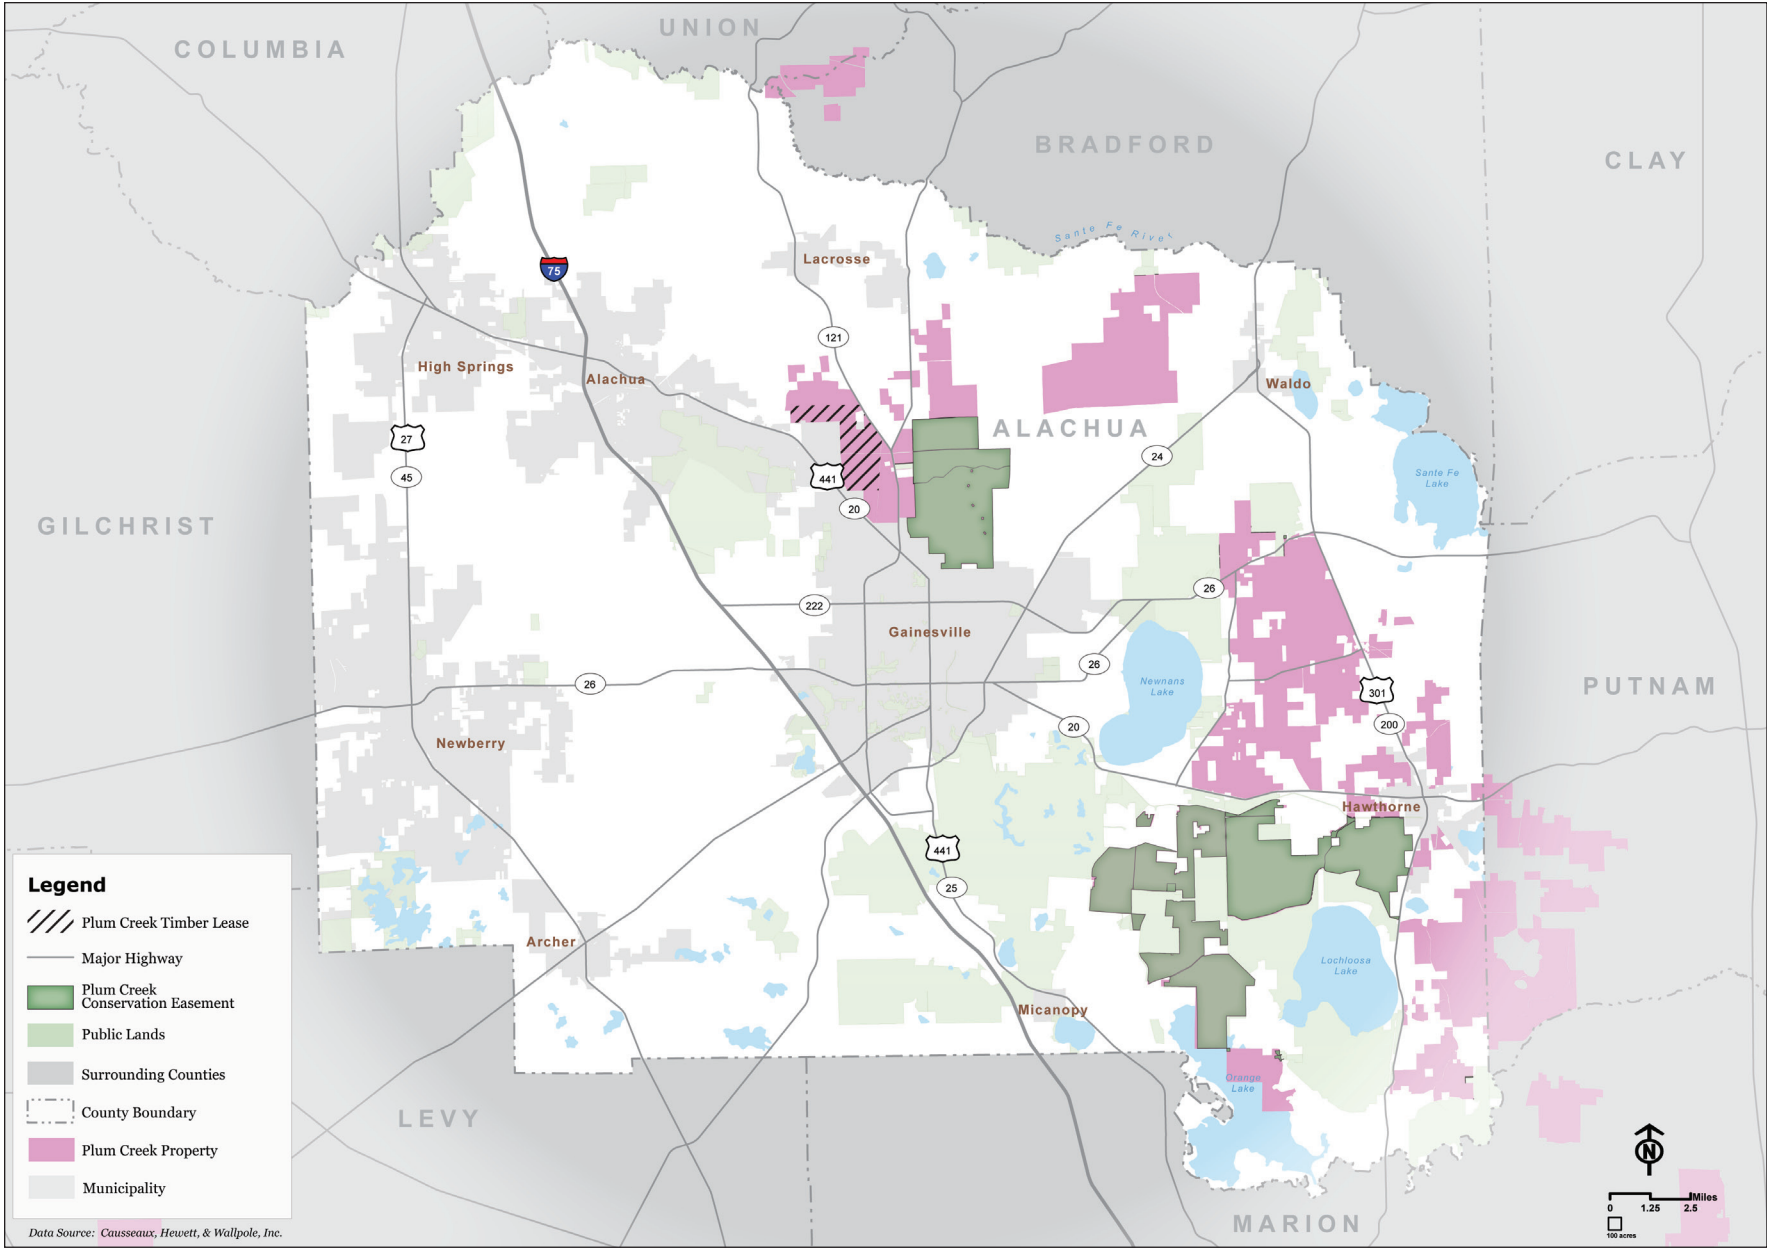 COLUMBIA
UNION
BRADFORD
CLAY
Sante Fe River
Lacrosse
75
121
High Springs
Alachua
Waldo
ALACHUA
27
45
441
20
24
Sante Fe
Lake
GILCHRIST
26
222
Gainesville
26
26
Newnans
Lake
PUTNAM
301
200
20
Newberry
Hawthorne
441
25
Archer
Lochloosa
Lake
Micanopy
Orange
Lake
LEVY
MARION
Legend
Plum Creek Timber Lease
Major Highway
Plum Creek
Conservation Easement
Public Lands
Surrounding Counties
County Boundary
Plum Creek Property
Municipality
Data Source: Causseaux, Hewett, & Wallpole, Inc.
N
Miles
0 1.25 2.5
100 acres